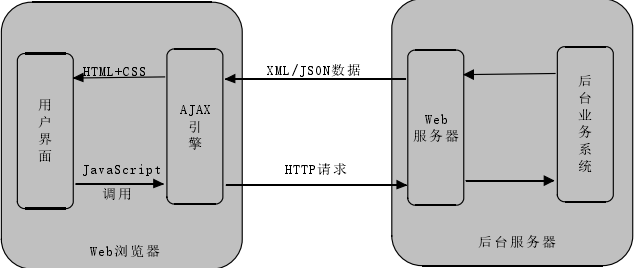 HTML+CSS
XML/JSON数据
用户界面
AJAX
引擎
Web
服务器
后台业务系统
JavaScript
调用
HTTP请求
Web浏览器
后台服务器